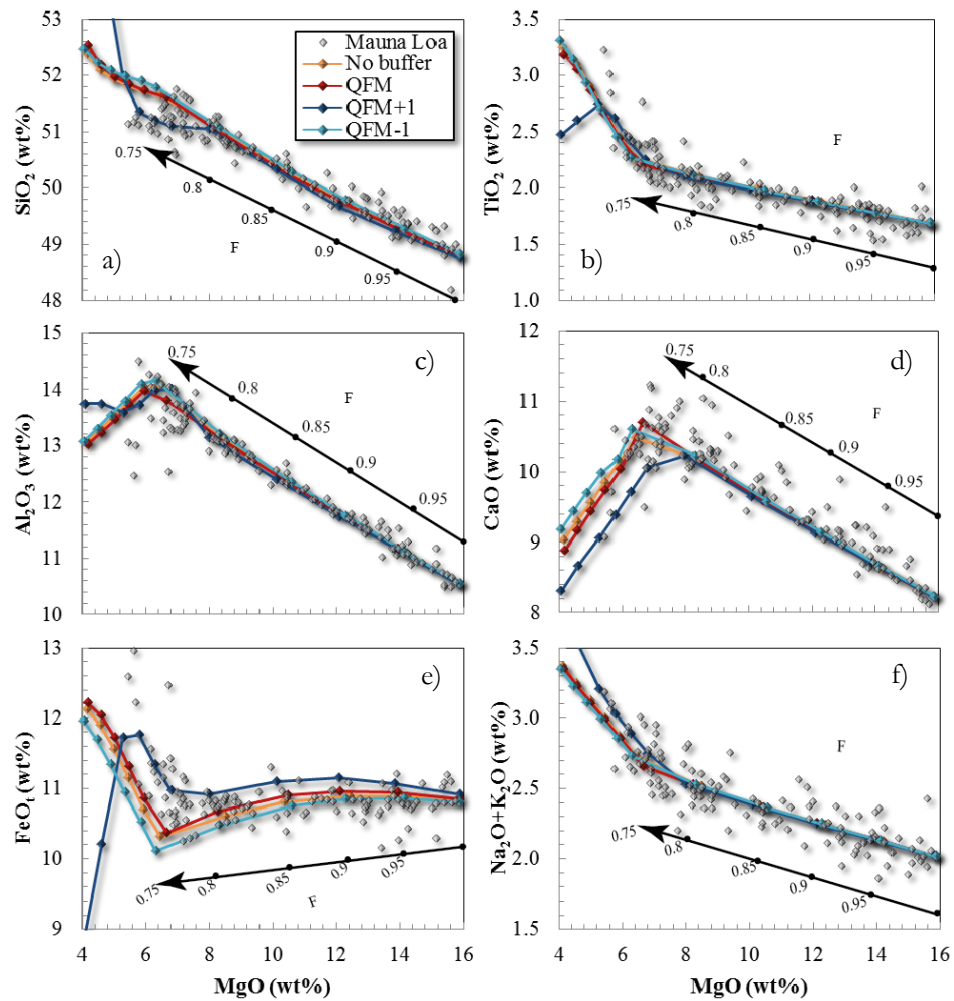 53
52
51
50
49
48
SiO2 (wt%)
Mauna Loa
No buffer
QFM
QFM+1
QFM-1
0.75
0.8
0.85
0.9
0.95
F
a)
3.5
3.0
2.5
2.0
1.5
1.0
TiO2 (wt%)
F
0.75
0.8
0.85
0.9
0.95
b)
15
14
13
12
11
10
Al2O3 (wt%)
0.75
0.8
0.85
0.9
0.95
F
c)
12
11
10
9
8
CaO (wt%)
0.75
0.8
0.85
0.9
0.95
F
d)
13
12
11
10
9
FeOt (wt%)
e)
0.75
0.8
0.85
0.9
0.95
F
4 6 8 10 12 14 16
MgO (wt%)
3.5
3.0
2.5
2.0
1.5
Na2O+K2O (wt%)
f)
F
0.75
0.8
0.85
0.9
0.95
4 6 8 10 12 14 16
MgO (wt%)